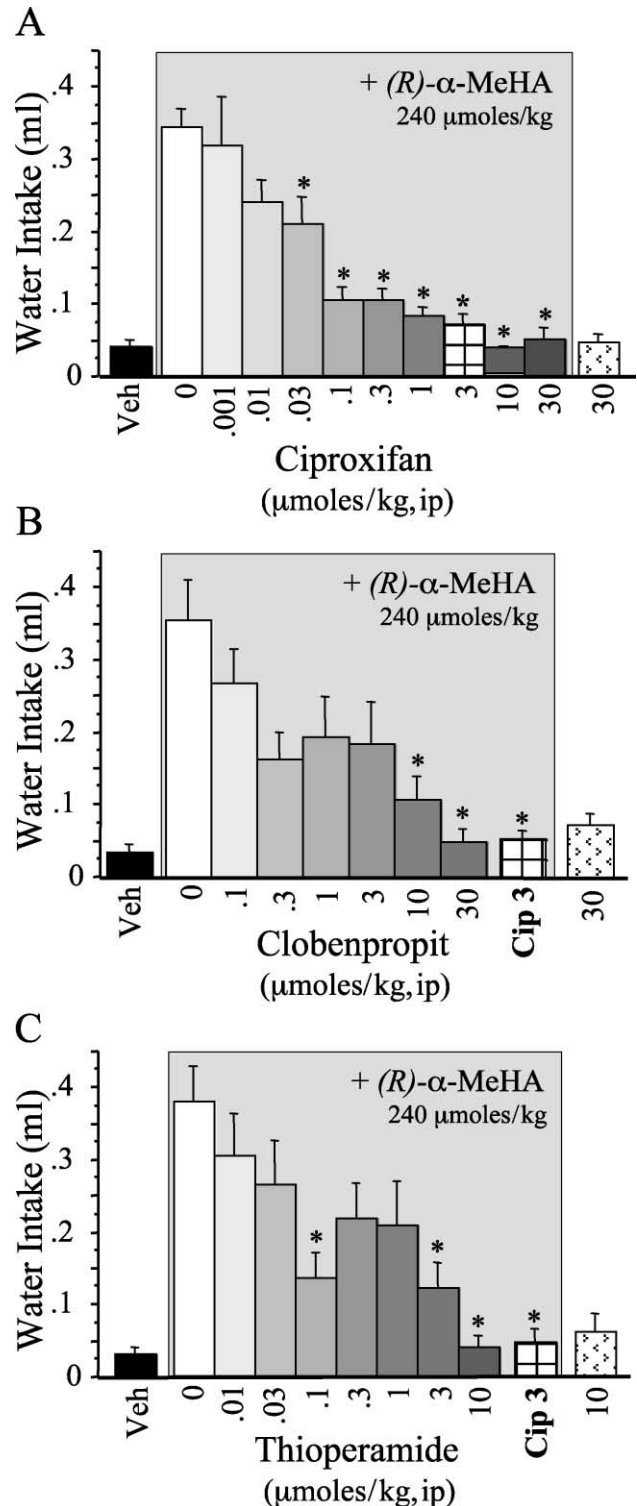 A
Water Intake (ml)
.4
.3
.2
.1
0
+ (R)-α-MeHA
240 μmoles/kg
* * * * * * *
Veh 0 .001 .01 .03 .1 .3 1 3 10 30 30
Ciproxifan
(μmoles/kg, ip)
B
Water Intake (ml)
.4
.3
.2
.1
0
+ (R)-α-MeHA
240 μmoles/kg
* * *
Veh 0 .1 .3 1 3 10 30 Cip 3 30
Clobenpropit
(μmoles/kg, ip)
C
Water Intake (ml)
.4
.3
.2
.1
0
+ (R)-α-MeHA
240 μmoles/kg
* * * *
Veh 0 .01 .03 .1 .3 1 3 10 Cip 3 10
Thioperamide
(μmoles/kg, ip)